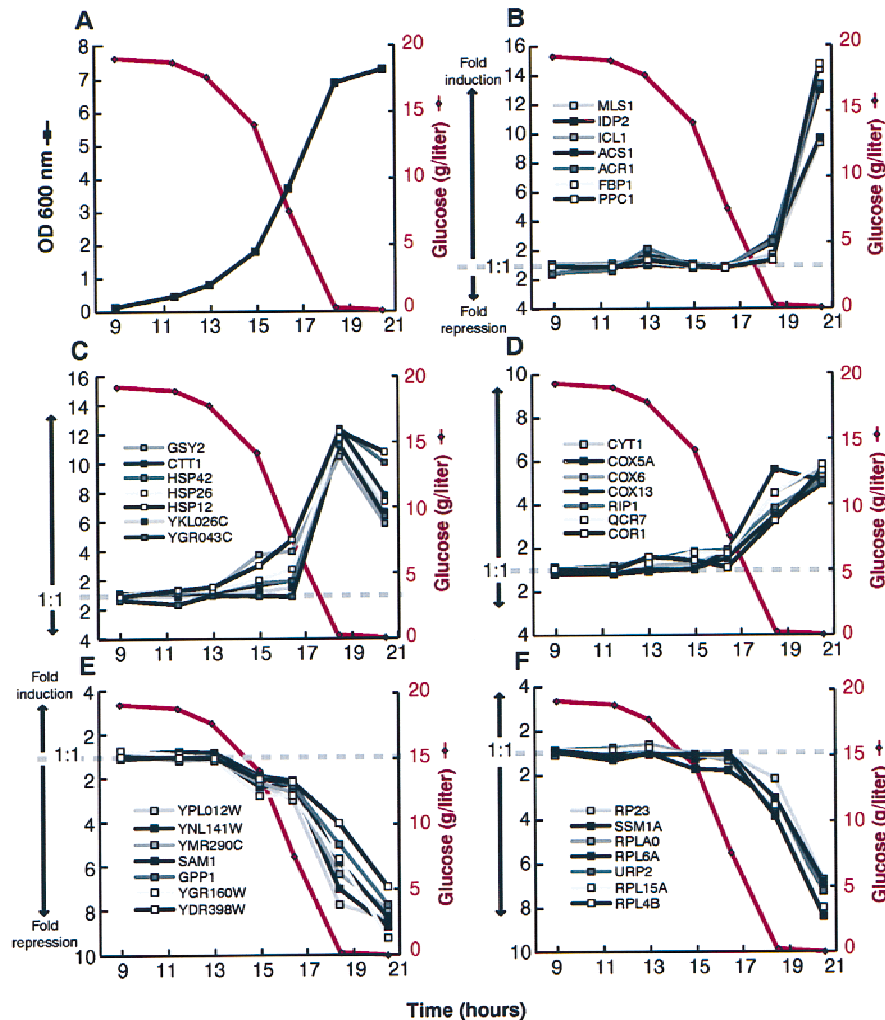 A
8
7
6
5
4
3
2
1
0
OD 600 nm
20
15
10
5
0
Glucose (g/liter)
9 11 13 15 17 19 21
B
Fold
induction
16
14
12
10
8
6
4
2
1:1
2
4
Fold
repression
MLS1
IDP2
ICL1
ACS1
ACR1
FBP1
PPC1
20
15
10
5
0
Glucose (g/liter)
9 11 13 15 17 19 21
C
16
14
12
10
8
6
4
2
1:1
2
4
GSY2
CTT1
HSP42
HSP26
HSP12
YKL026C
YGR043C
20
15
10
5
0
Glucose (g/liter)
9 11 13 15 17 19 21
D
10
8
6
4
2
1:1
2
4
CYT1
COX5A
COX6
COX13
RIP1
QCR7
COR1
20
15
10
5
0
Glucose (g/liter)
9 11 13 15 17 19 21
E
Fold
induction
4
2
1:1
2
4
6
8
10
Fold
repression
YPL012W
YNL141W
YMR290C
SAM1
GPP1
YGR160W
YDR398W
20
15
10
5
0
Glucose (g/liter)
9 11 13 15 17 19 21
F
4
2
1:1
2
4
6
8
10
RP23
SSM1A
RPLA0
RPL6A
URP2
RPL15A
RPL4B
20
15
10
5
0
Glucose (g/liter)
9 11 13 15 17 19 21
Time (hours)